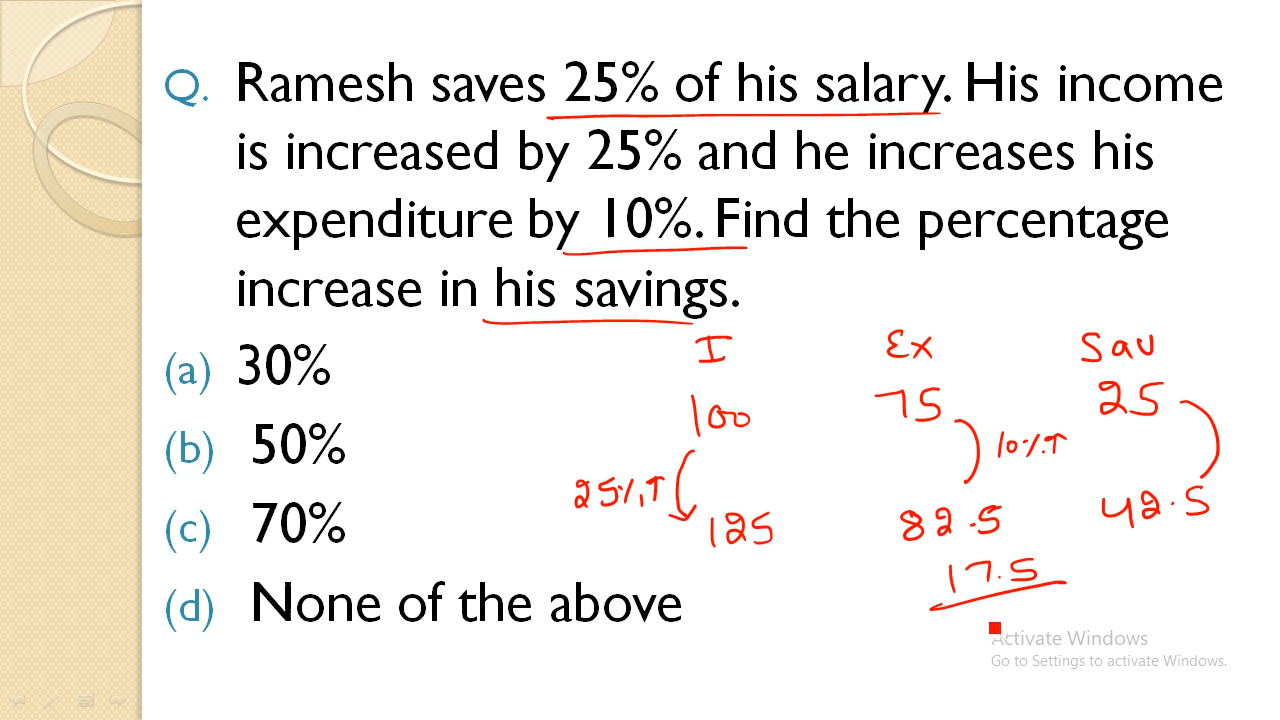 Q. Ramesh saves 25% of his salary. His income
is increased by 25% and he increases his
expenditure by 10%. Find the percentage
increase in his savings.
(a) 30%
(b) 50%
(c) 70%
(d) None of the above
I Ex Sav
100 75 25
25%↑ 10%↑
125 82.5 42.5
17.5
Activate Windows
Go to Settings to activate Windows.